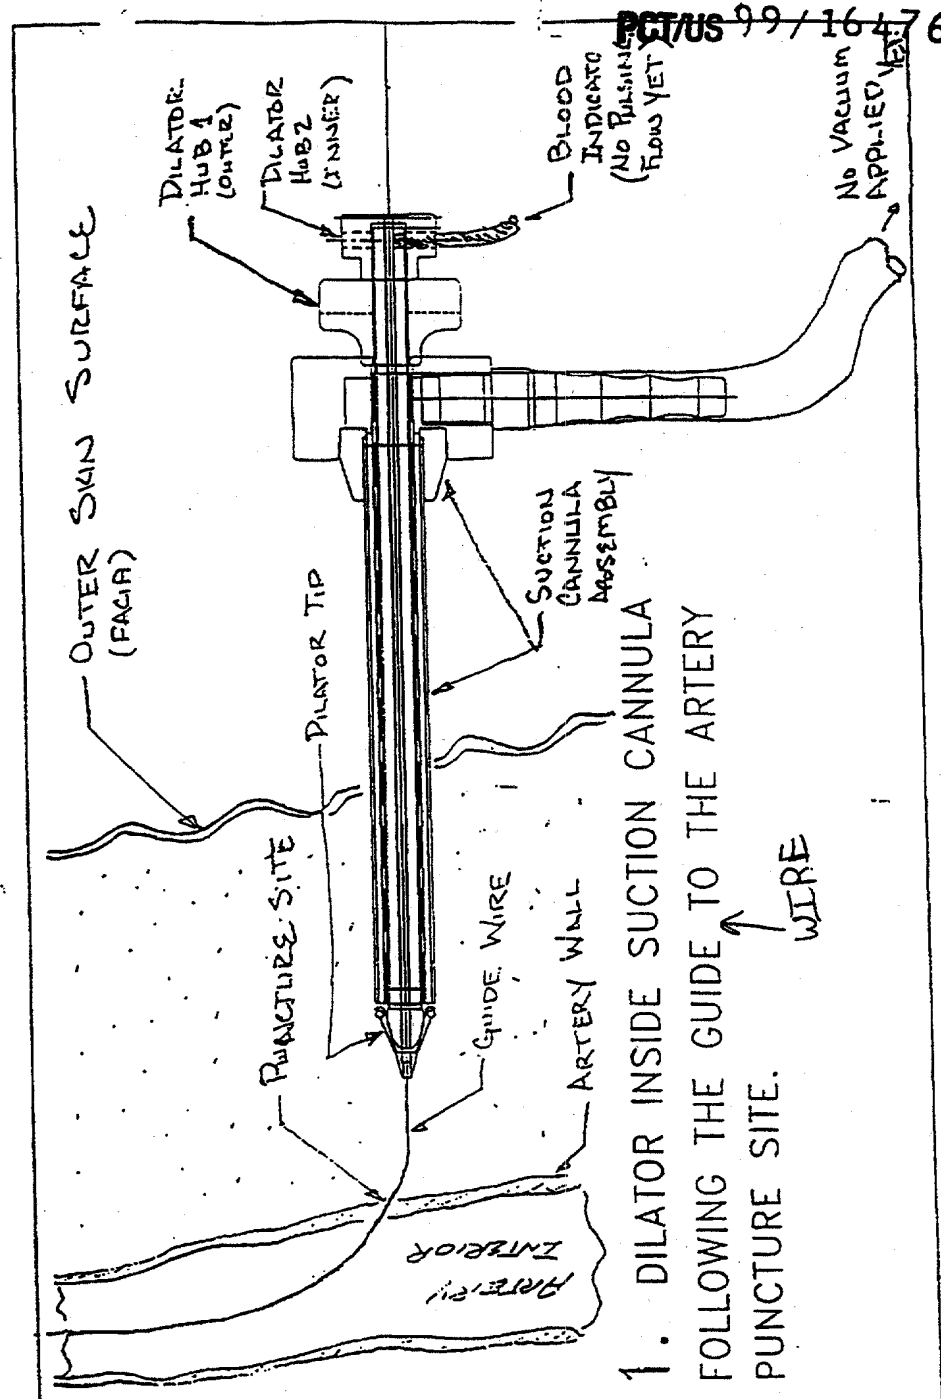 PCT/US 99/16476
OUTER SKIN SURFACE
(FACIA)
DILATOR
HUB 1
(OUTER)
DILATOR
HUB 2
(INNER)
BLOOD
INDICATO
(NO PULSING
FLOW YET
NO VACUUM
APPLIED YET
DILATOR TIP
SUCTION
CANNULA
ASSEMBLY
PUNCTURE SITE
GUIDE WIRE
ARTERY WALL
ARTERY
INTERIOR
1. DILATOR INSIDE SUCTION CANNULA
FOLLOWING THE GUIDE TO THE ARTERY
WIRE
PUNCTURE SITE.